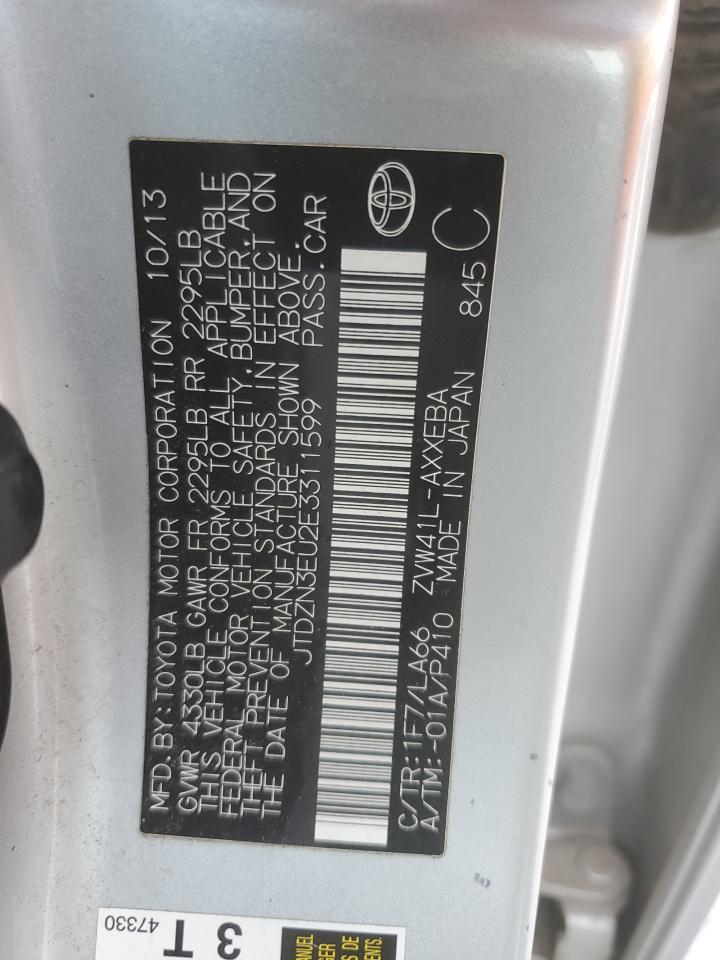 MFD. BY: TOYOTA MOTOR CORPORATION 10/13
GVWR 4330LB GAWR FR 2295LB RR 2295LB
THIS VEHICLE CONFORMS TO ALL APPLICABLE
FEDERAL MOTOR VEHICLE SAFETY, BUMPER, AND
THEFT PREVENTION STANDARDS IN EFFECT ON
THE DATE OF MANUFACTURE SHOWN ABOVE.
JTDZN3EU2E3311599 PASS. CAR
C/TR: 1F7/LA66 ZVW41L-AXXEBA 845
A/TM: -01A/P410 MADE IN JAPAN C
3 T
47330